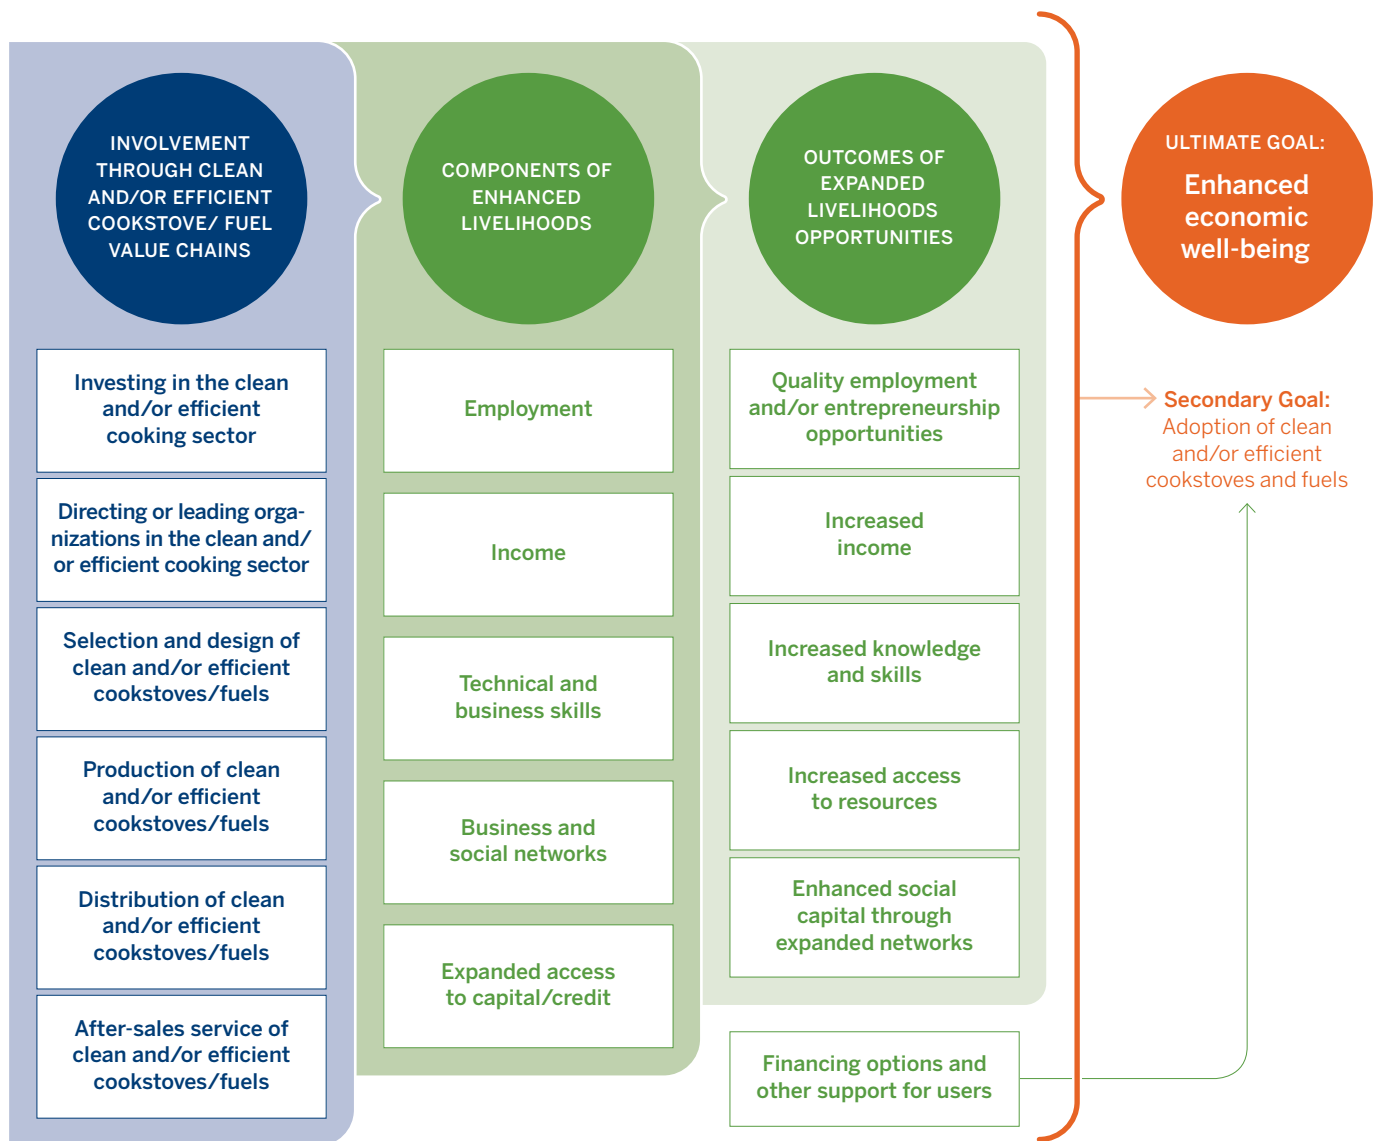 INVOLVEMENT
THROUGH CLEAN
AND/OR EFFICIENT
COOKSTOVE/ FUEL
VALUE CHAINS
Investing in the clean
and/or efficient
cooking sector
Directing or leading orga-
nizations in the clean and/
or efficient cooking sector
Selection and design of
clean and/or efficient
cookstoves/fuels
Production of clean
and/or efficient
cookstoves/fuels
Distribution of clean
and/or efficient
cookstoves/fuels
After-sales service of
clean and/or efficient
cookstoves/fuels
COMPONENTS OF
ENHANCED
LIVELIHOODS
Employment
Income
Technical and
business skills
Business and
social networks
Expanded access
to capital/credit
OUTCOMES OF
EXPANDED
LIVELIHOODS
OPPORTUNITIES
Quality employment
and/or entrepreneurship
opportunities
Increased
income
Increased knowledge
and skills
Increased access
to resources
Enhanced social
capital through
expanded networks
Financing options and
other support for users
ULTIMATE GOAL:
Enhanced
economic
well-being
Secondary Goal:
Adoption of clean
and/or efficient
cookstoves and fuels